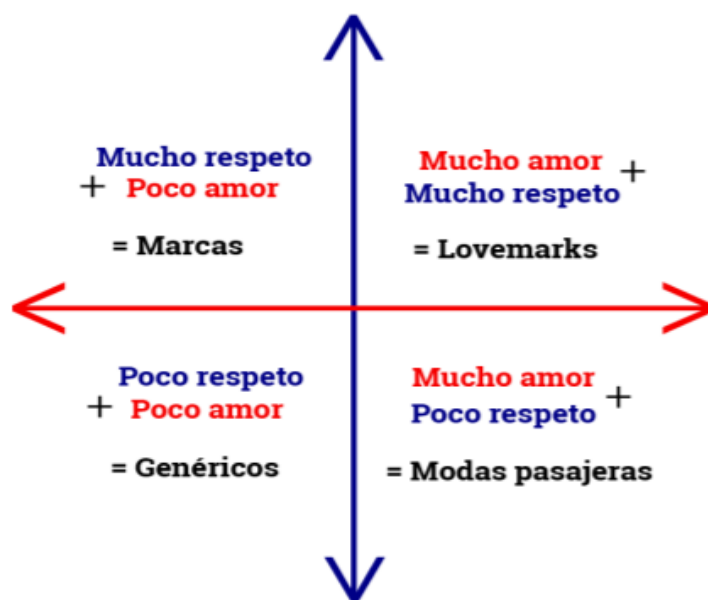 Mucho respeto
+ Poco amor
= Marcas
Mucho amor +
Mucho respeto
= Lovemarks
Poco respeto
+ Poco amor
= Genéricos
Mucho amor +
Poco respeto
= Modas pasajeras